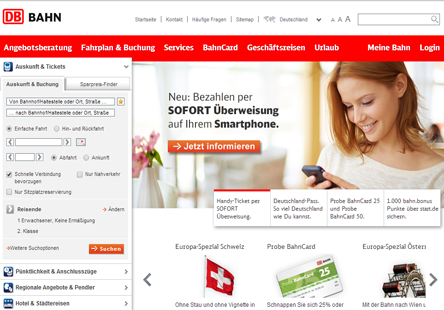 DB BAHN
Startseite | Kontakt | Häufige Fragen | Sitemap | Deutschland A A A
Angebotsberatung Fahrplan & Buchung Services BahnCard Geschäftsreisen Urlaub Meine Bahn Login
Auskunft & Tickets
Auskunft & Buchung Sparpreis-Finder
Von Bahnhof/Haltestelle oder Ort, Straße ...
... nach Bahnhof/Haltestelle oder Ort, Straße
Einfache Fahrt Hin- und Rückfahrt
Abfahrt Ankunft
Schnelle Verbindung bevorzugen
Nur Nahverkehr
Nur Sitzplatzreservierung
Reisende Ändern
1 Erwachsener, Keine Ermäßigung
2. Klasse
Weitere Suchoptionen Suchen
Pünktlichkeit & Anschlusszüge
Regionale Angebote & Pendler
Hotel & Städtereisen
Neu: Bezahlen per
SOFORT Überweisung
auf Ihrem Smartphone.
Jetzt informieren
Handy-Ticket per
SOFORT
Überweisung.
Deutschland-Pass.
So viel Deutschland
wie Du kannst.
Probe BahnCard 25
und Probe
BahnCard 50.
1.000 bahn.bonus
Punkte über start.de
sichern.
Europa-Spezial Schweiz
Ohne Stau und ohne Vignette in
Probe BahnCard
25
Schnappen Sie sich 25% oder
Europa-Spezial Österr
Mit der Bahn nach Wien u